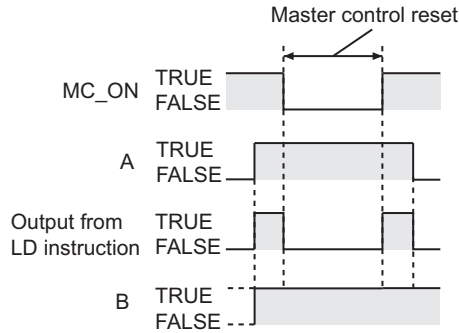 Master control reset
MC_ON
TRUE
FALSE
A
TRUE
FALSE
Output from
LD instruction
TRUE
FALSE
B
TRUE
FALSE